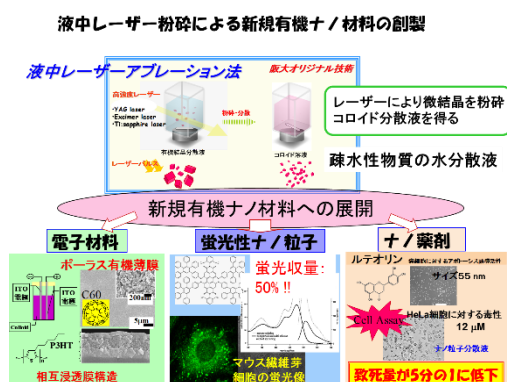 液中レーザー粉砕による新規有機ナノ材料の創製
液中レーザーアブレーション法
阪大オリジナル技術
高強度レーザー
・YAG laser
・Excimer laser
・Ti:sapphire laser
粉砕・分散
有機結晶分散液
コロイド溶液
レーザーパルス
レーザーにより微結晶を粉砕
コロイド分散液を得る
疎水性物質の水分散液
新規有機ナノ材料への展開
電子材料
ポーラス有機薄膜
ITO
電極
ITO
電極
C60
200nm
5μm
Colloid
P3HT
相互浸透膜構造
蛍光性ナノ粒子
蛍光収量:
50% !!
マウス繊維芽
細胞の蛍光像
ナノ薬剤
ルテオリン
サイズ55 nm
Cell Assay
HeLa細胞に対する毒性
12 μM
ナノ粒子分散液
致死量が5分の1に低下